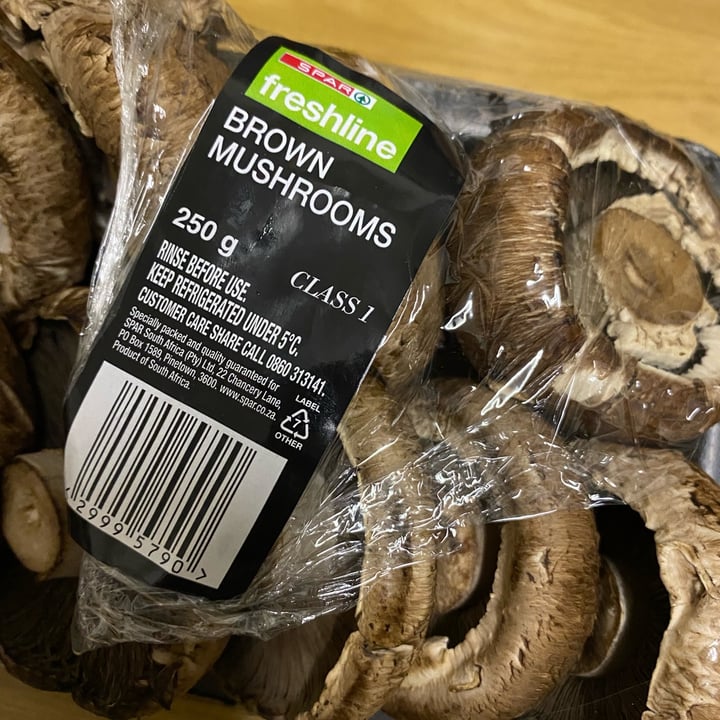 SPAR
freshline
BROWN
MUSHROOMS
250 g
CLASS 1
RINSE BEFORE USE.
KEEP REFRIGERATED UNDER 5°C.
CUSTOMER CARE SHARE CALL 0860 313141.
Specially packed and quality guaranteed for
SPAR South Africa (Pty) Ltd, 22 Chancery Lane,
PO Box 1589, Pinetown, 3600. www.spar.co.za.
Product of South Africa.
LABEL
7
OTHER
<29995790>